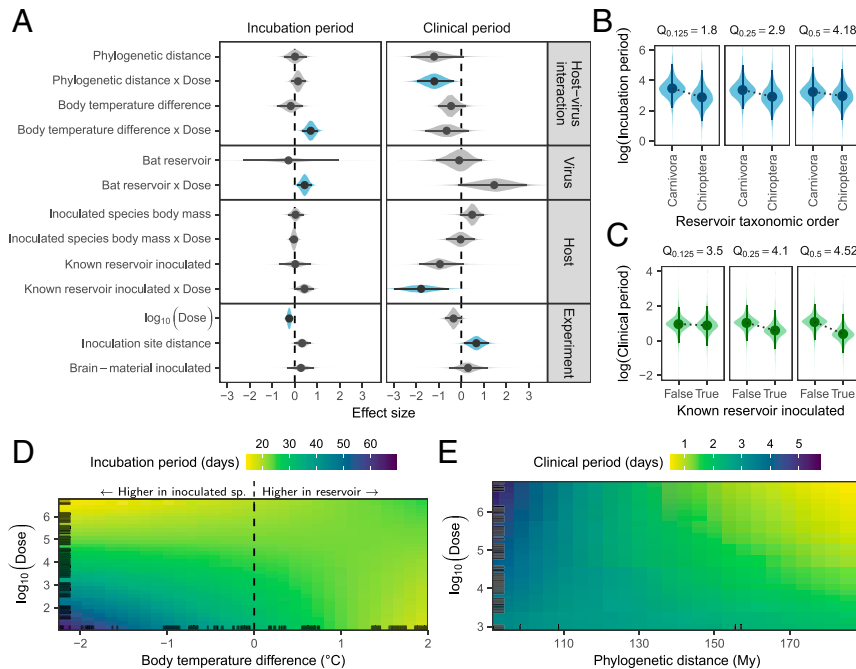 A
Incubation period
Clinical period
Phylogenetic distance
Phylogenetic distance x Dose
Body temperature difference
Body temperature difference x Dose
Host−virus
interaction
Bat reservoir
Bat reservoir x Dose
Virus
Inoculated species body mass
Inoculated species body mass x Dose
Known reservoir inoculated
Known reservoir inoculated x Dose
Host
log10(Dose)
Inoculation site distance
Brain−material inoculated
Experiment
−3 −2 −1 0 1 2 3
−3 −2 −1 0 1 2 3
Effect size
B
Q0.125 = 1.8
Q0.25 = 2.9
Q0.5 = 4.18
log(Incubation period)
6
4
2
0
Carnivora
Chiroptera
Carnivora
Chiroptera
Carnivora
Chiroptera
Reservoir taxonomic order
C
Q0.125 = 3.5
Q0.25 = 4.1
Q0.5 = 4.52
log(Clinical period)
4
2
0
−2
False True
False True
False True
Known reservoir inoculated
D
Incubation period (days)
20 30 40 50 60
← Higher in inoculated sp.
Higher in reservoir →
log10(Dose)
6
5
4
3
2
−2 −1 0 1 2
Body temperature difference (°C)
E
Clinical period (days)
1 2 3 4 5
log10(Dose)
6
5
4
3
110 130 150 170
Phylogenetic distance (My)